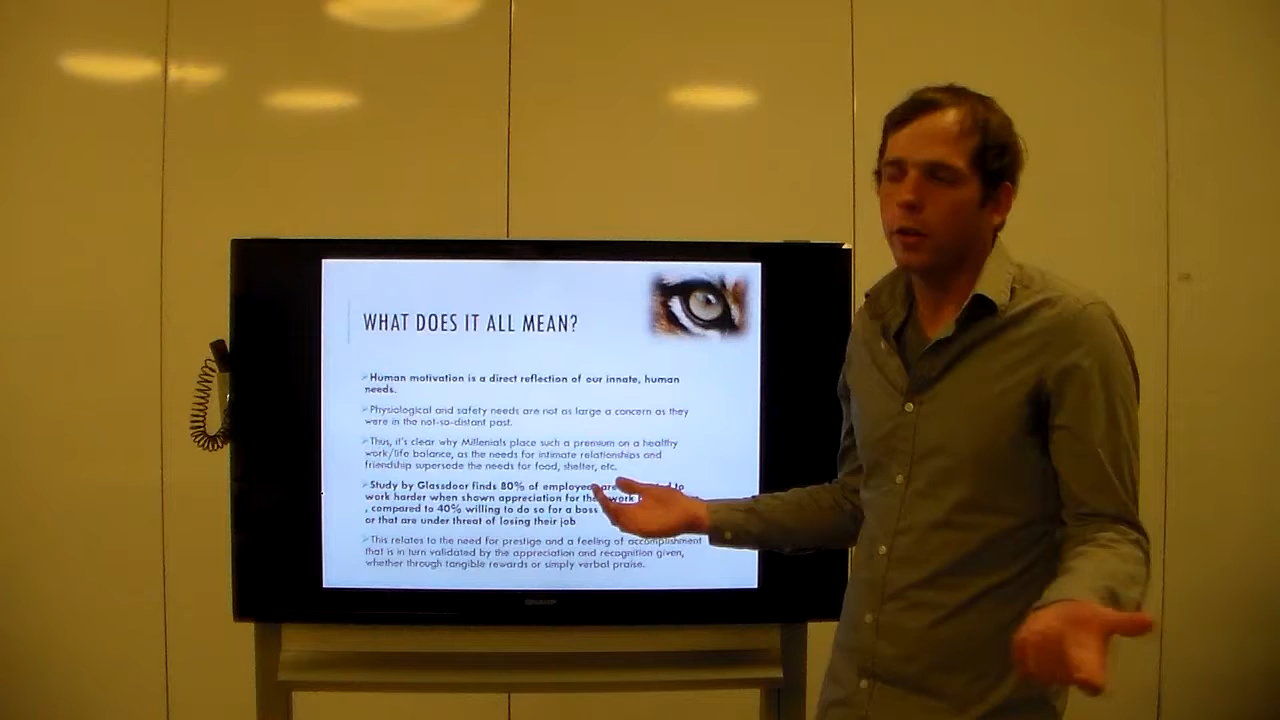 WHAT DOES IT ALL MEAN?
Human motivation is a direct reflection of our innate, human
needs.
Physiological and safety needs are not as large a concern as they
were in the not-so-distant past.
Thus, it's clear why Millenials place such a premium on a healthy
work/life balance, as the needs for intimate relationships and
friendship supersede the needs for food, shelter, etc.
Study by Glassdoor finds 80% of employees are to
work harder when shown appreciation for work
, compared to 40% willing to do so for a boss
or that are under threat of losing their job
This relates to the need for prestige and a feeling of accomplishment
that is in turn validated by the appreciation and recognition given,
whether through tangible rewards or simply verbal praise.
SHARP